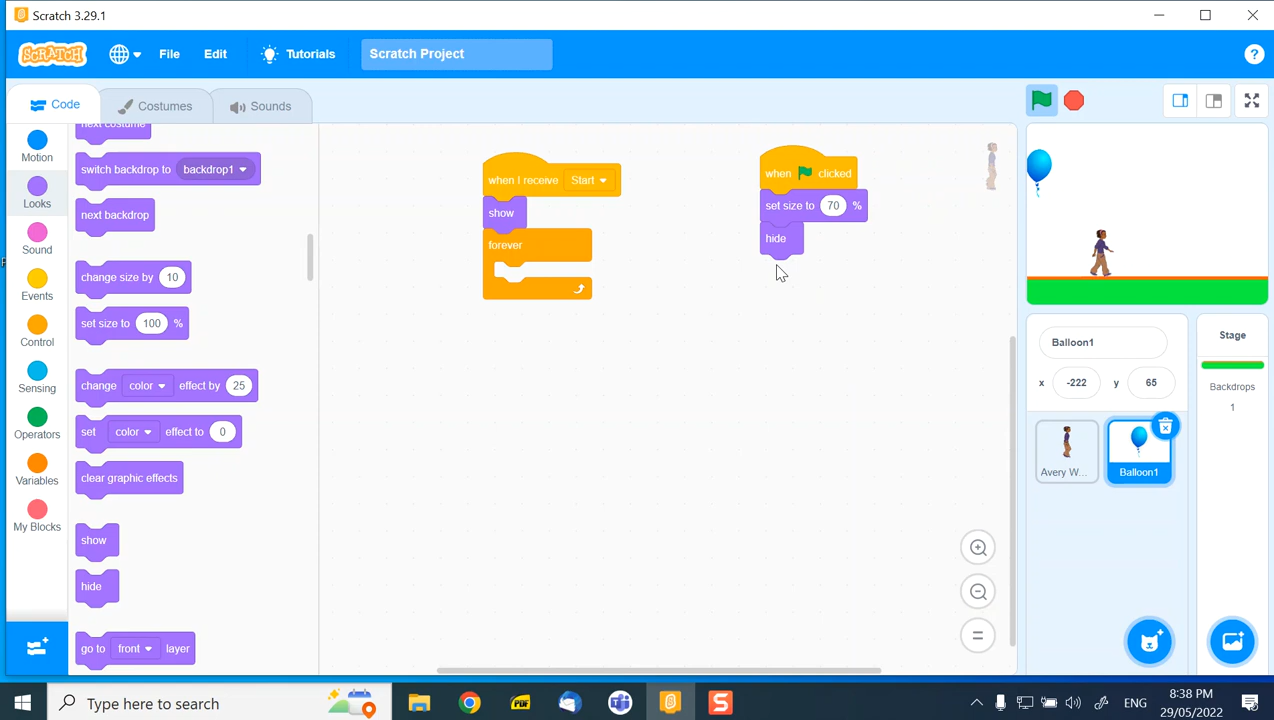 Scratch 3.29.1
SCRATCH File Edit Tutorials Scratch Project ?
Code Costumes Sounds
Motion
Looks
Sound
Events
Control
Sensing
Operators
Variables
My Blocks
next costume
switch backdrop to backdrop1
next backdrop
change size by 10
set size to 100 %
change color effect by 25
set color effect to 0
clear graphic effects
show
hide
go to front layer
when I receive Start
show
forever
when clicked
set size to 70 %
hide
Balloon1
x -222 y 65
Avery W...
Balloon1
Stage
Backdrops
1
Type here to search
PDF
S
ENG
8:38 PM
29/05/2022